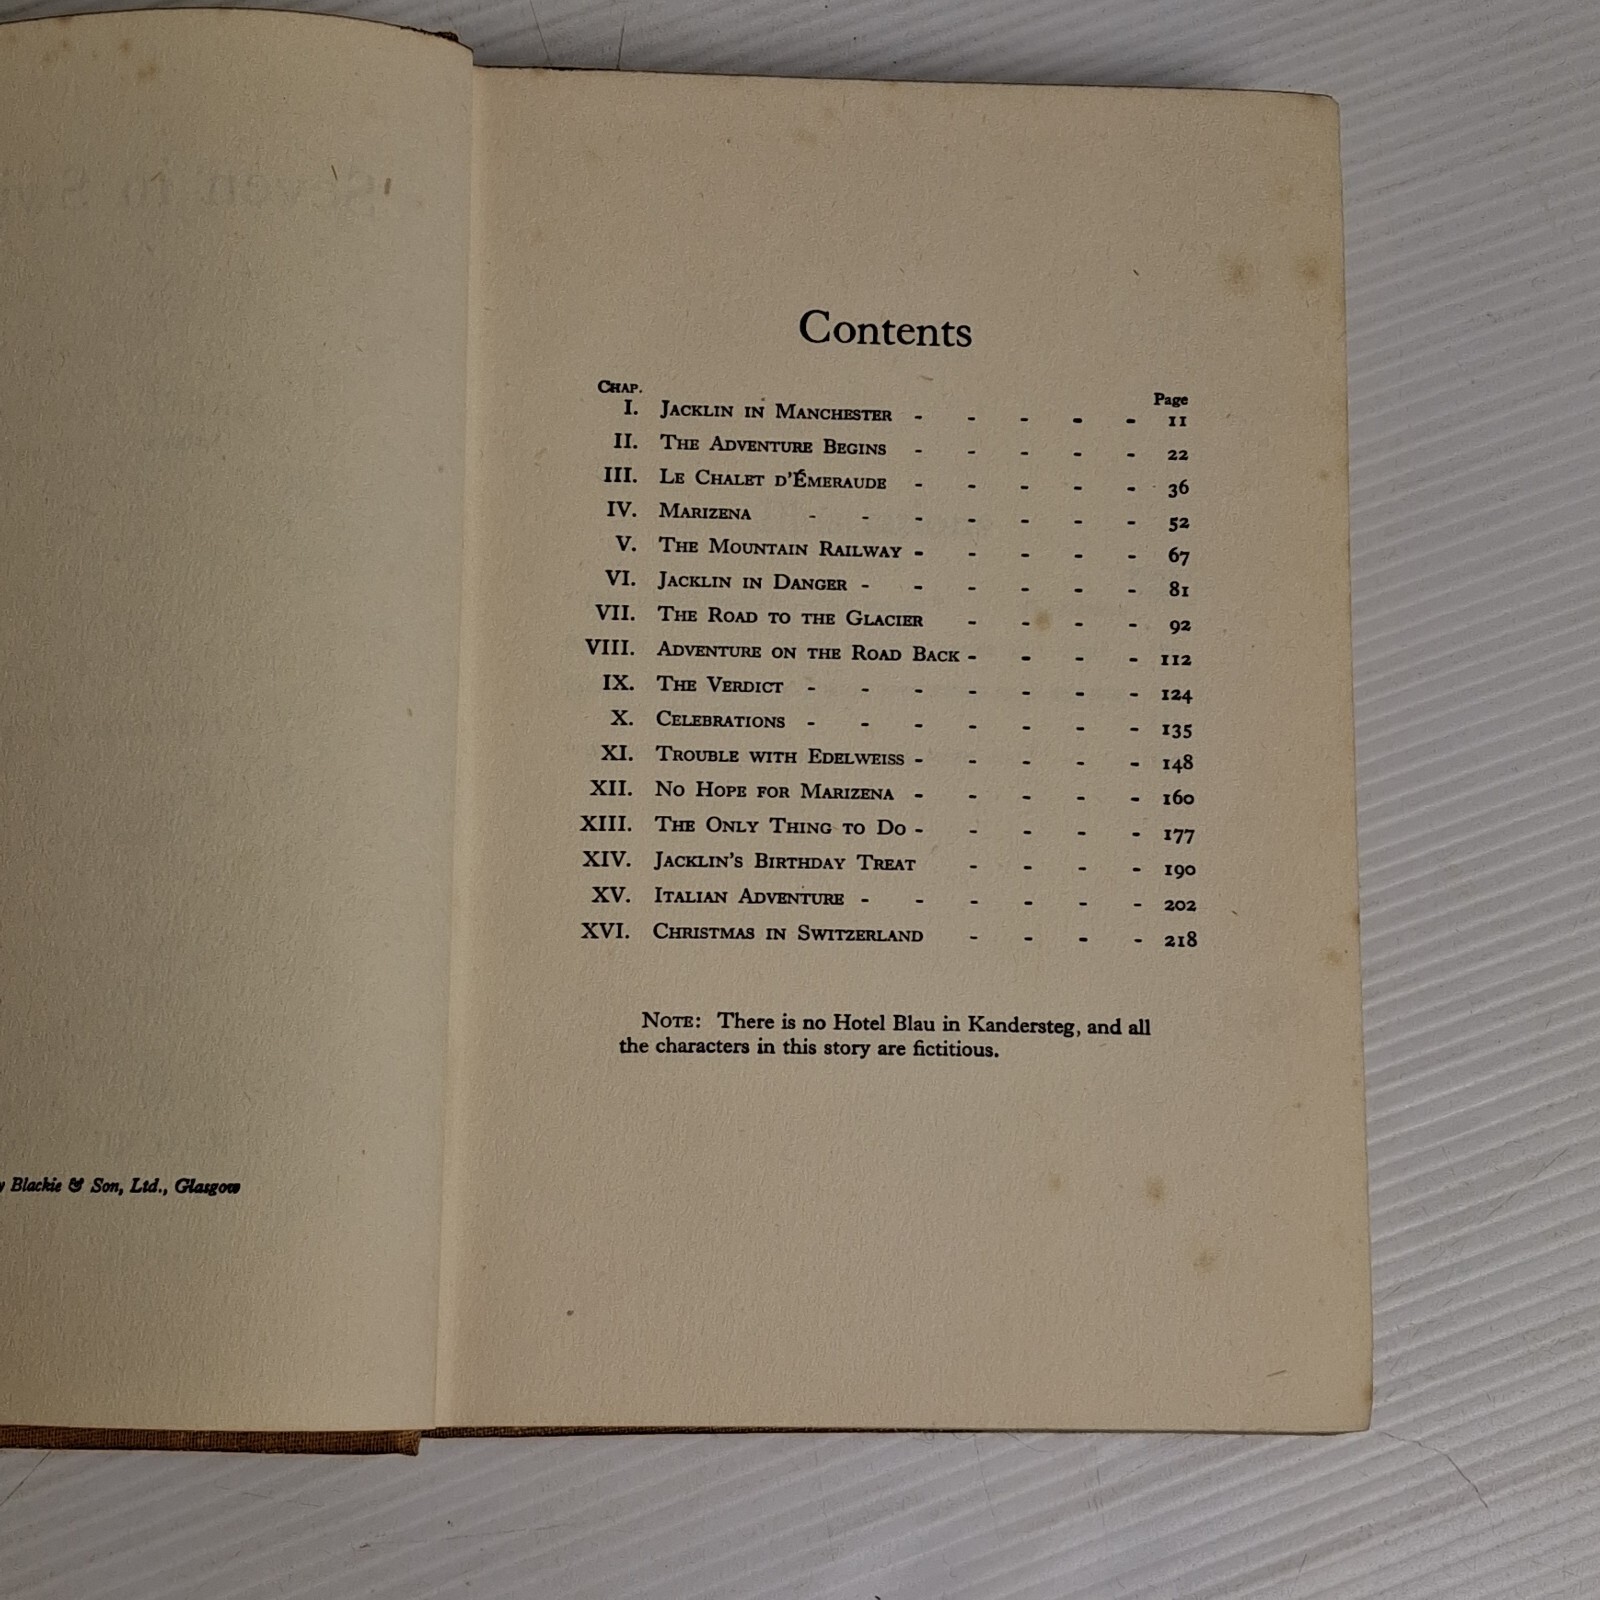 y Blackie & Son, Ltd., Glasgow
Contents
CHAP. Page
I. JACKLIN IN MANCHESTER - - - - - 11
II. THE ADVENTURE BEGINS - - - - - 22
III. LE CHALET D'ÉMERAUDE - - - - - 36
IV. MARIZENA - - - - - - - 52
V. THE MOUNTAIN RAILWAY - - - - - 67
VI. JACKLIN IN DANGER - - - - - - 81
VII. THE ROAD TO THE GLACIER - - - - 92
VIII. ADVENTURE ON THE ROAD BACK - - - - 112
IX. THE VERDICT - - - - - - - 124
X. CELEBRATIONS - - - - - - - 135
XI. TROUBLE WITH EDELWEISS - - - - - 148
XII. NO HOPE FOR MARIZENA - - - - - 160
XIII. THE ONLY THING TO DO - - - - - 177
XIV. JACKLIN'S BIRTHDAY TREAT - - - - 190
XV. ITALIAN ADVENTURE - - - - - - 202
XVI. CHRISTMAS IN SWITZERLAND - - - - 218
NOTE: There is no Hotel Blau in Kandersteg, and all
the characters in this story are fictitious.